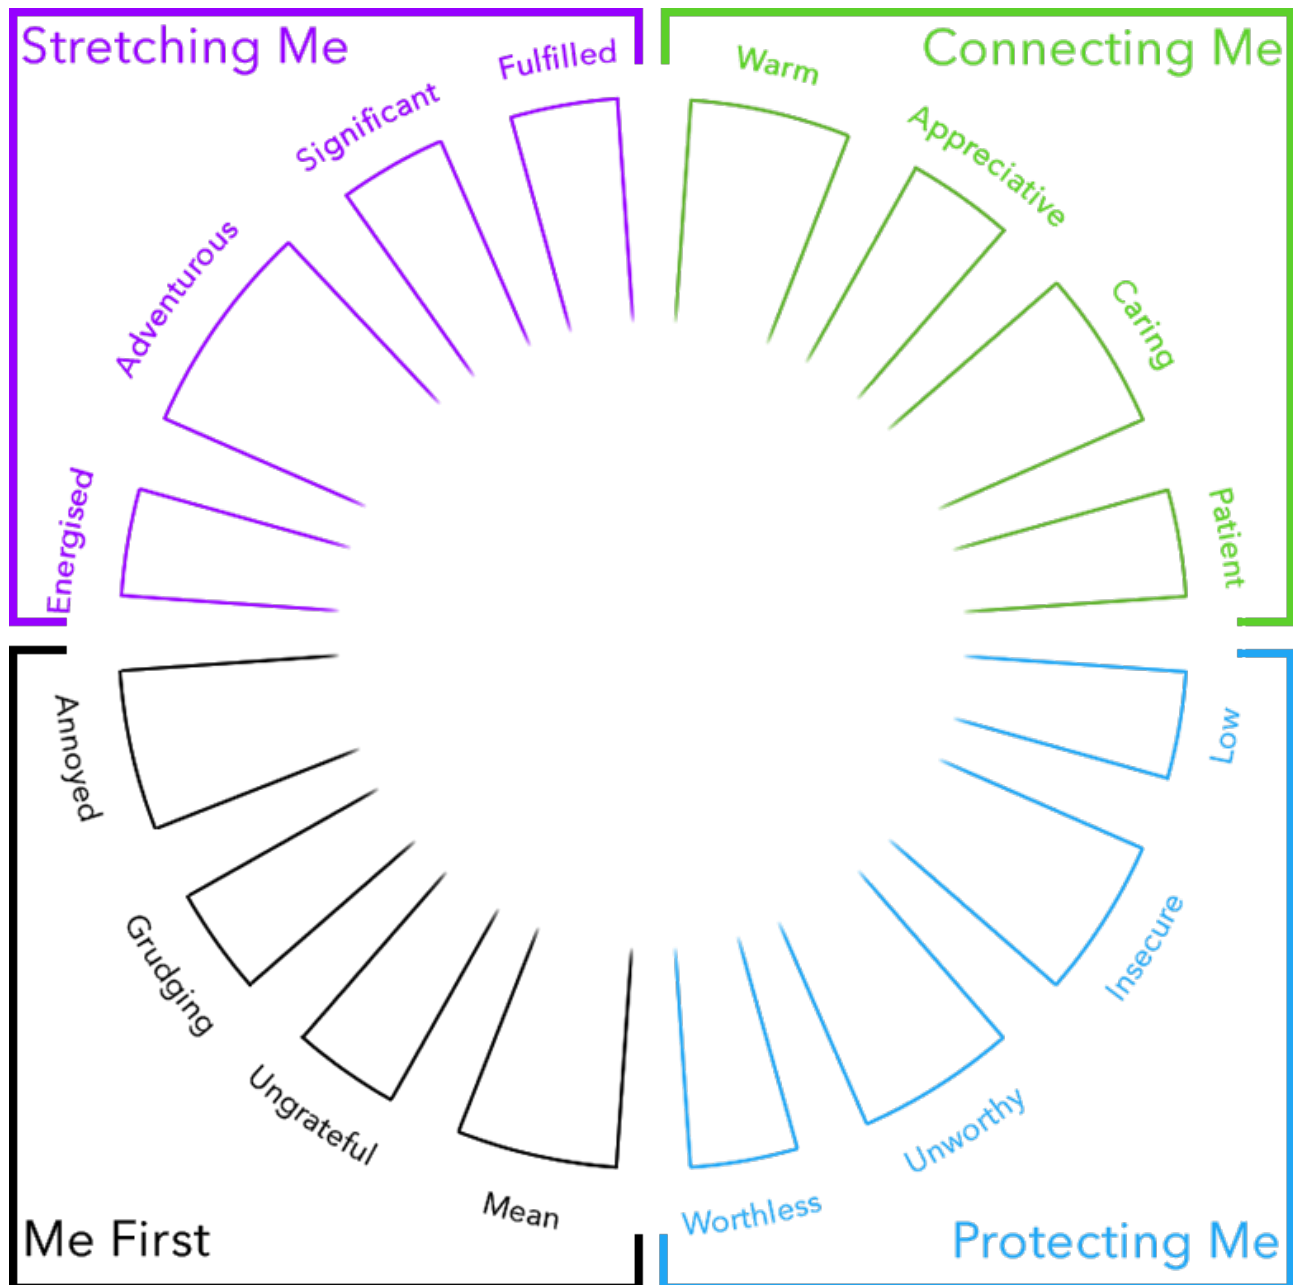 Stretching Me
Connecting Me
Fulfilled
Warm
Significant
Appreciative
Adventurous
Caring
Energised
Patient
Annoyed
Low
Grudging
Insecure
Ungrateful
Unworthy
Mean
Worthless
Me First
Protecting Me